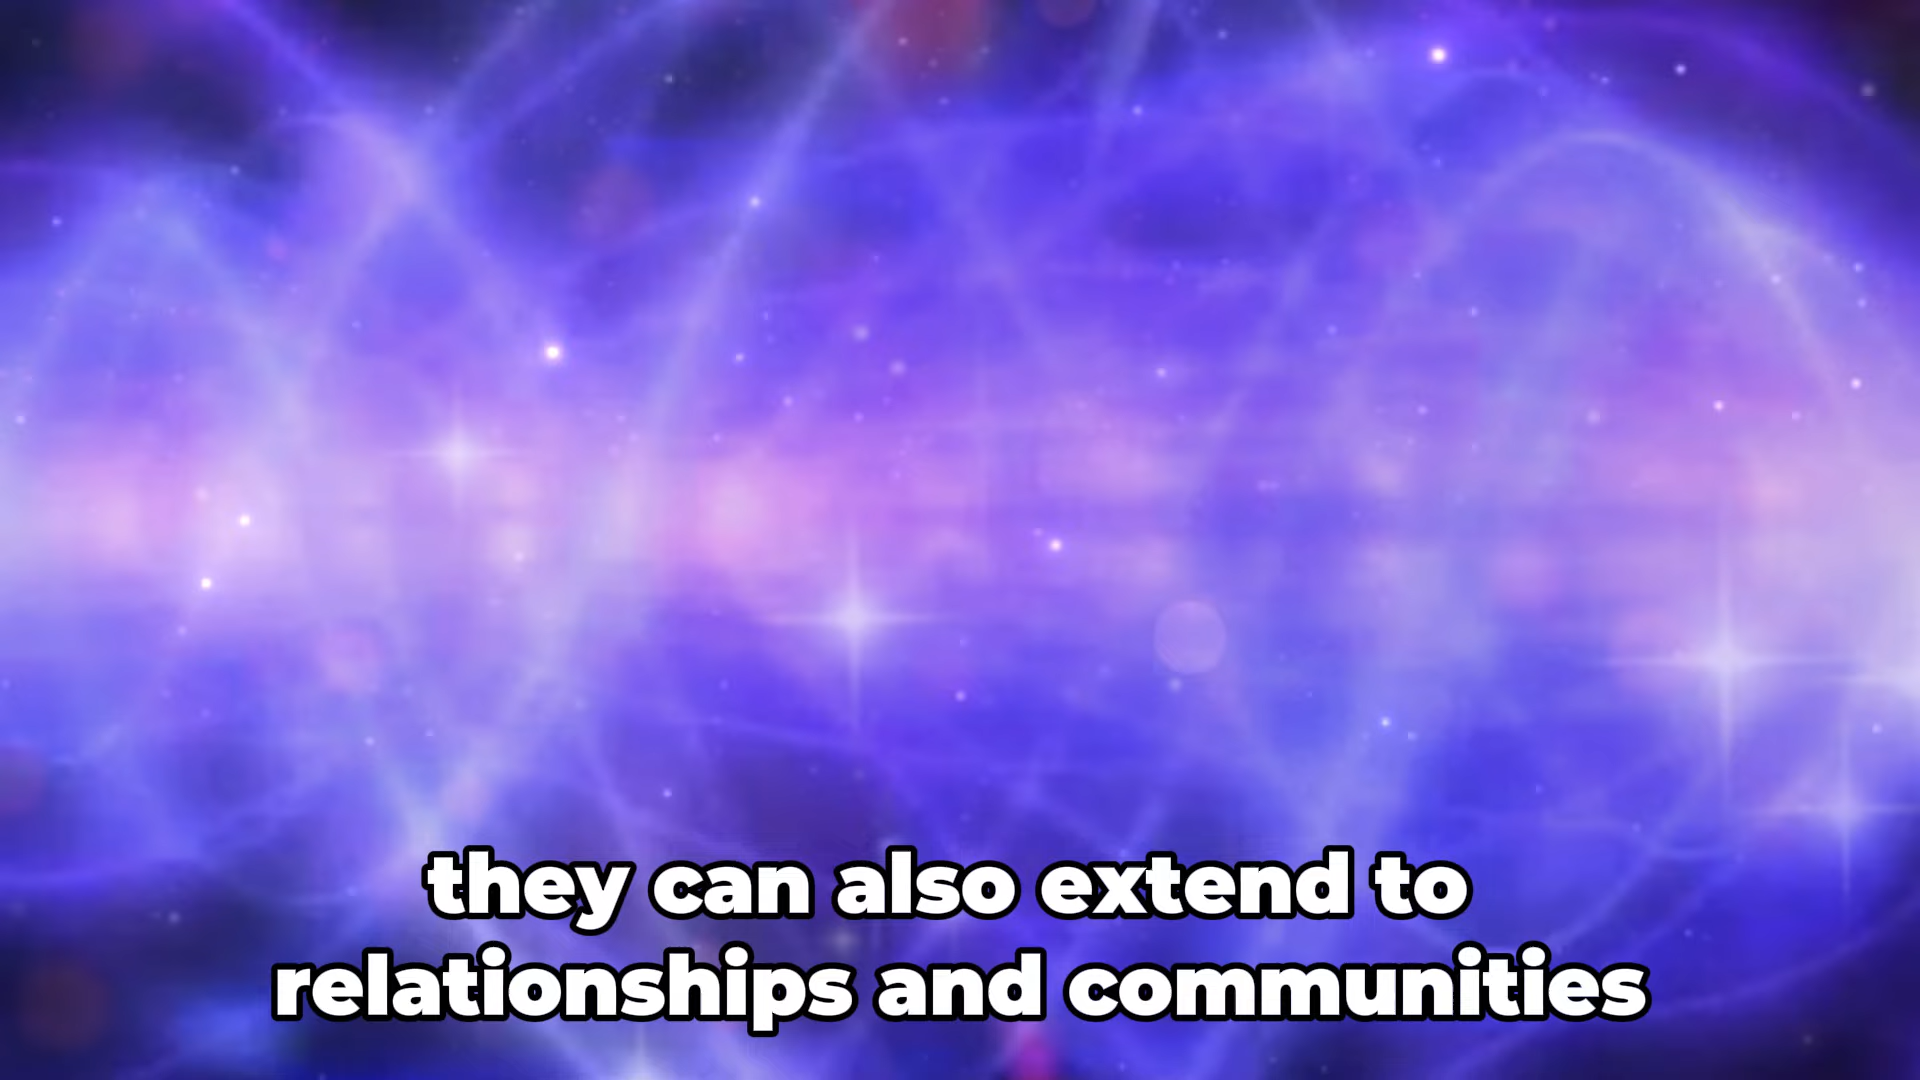 they can also extend to
relationships and communities